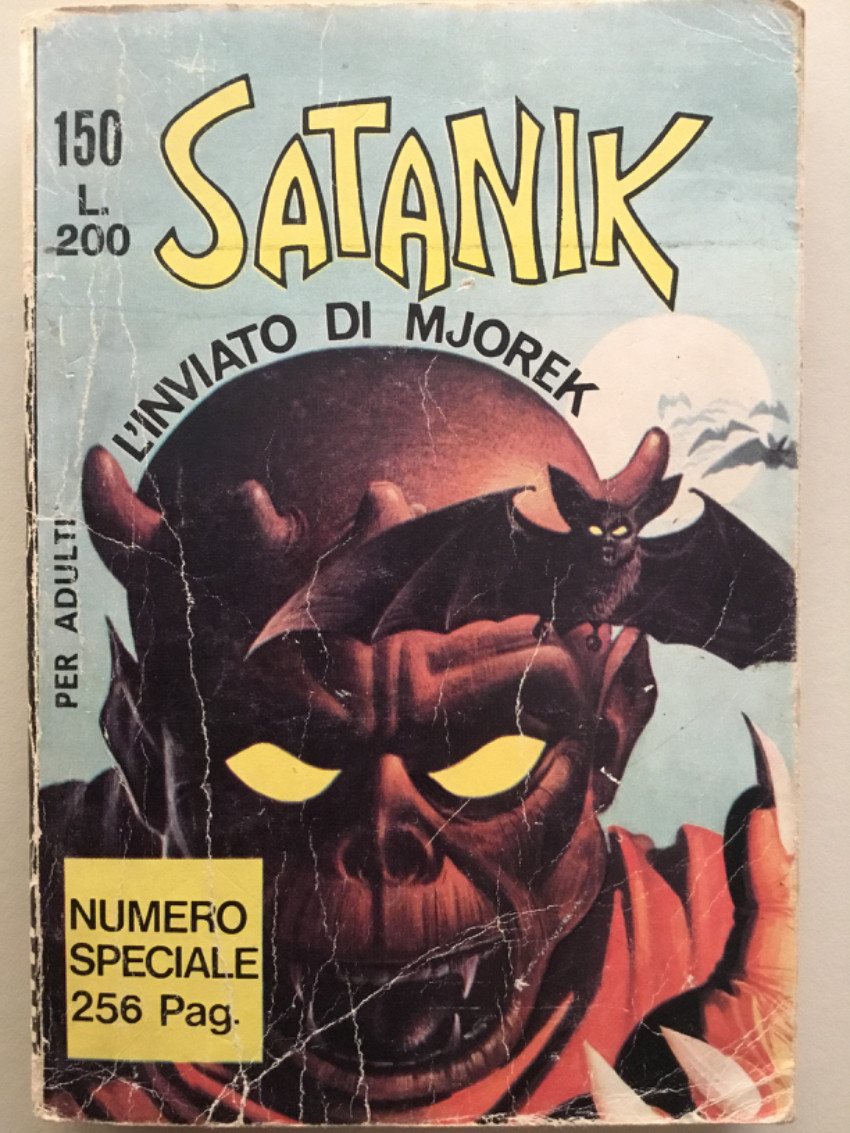 150
L.
200
SATANIK
L'INVIATO DI MJOREK
PER ADULTI
NUMERO
SPECIALE
256 Pag.